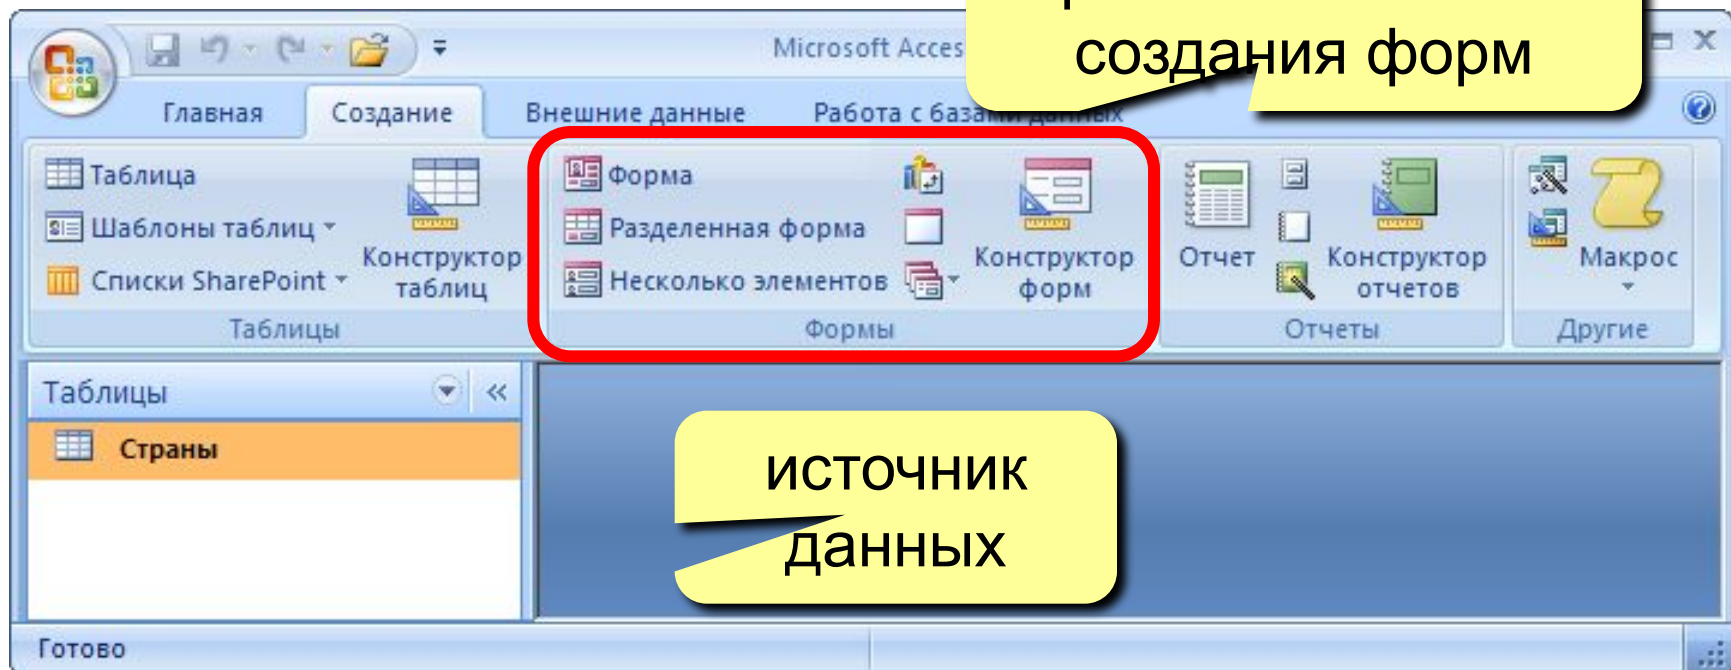 создания форм
Microsoft Acces
Главная Создание Внешние данные Работа с базами данных
Таблица
Шаблоны таблиц
Списки SharePoint
Конструктор
таблиц
Таблицы
Форма
Разделенная форма
Несколько элементов
Конструктор
форм
Формы
Отчет
Конструктор
отчетов
Отчеты
Макрос
Другие
Таблицы
Страны
источник
данных
Готово